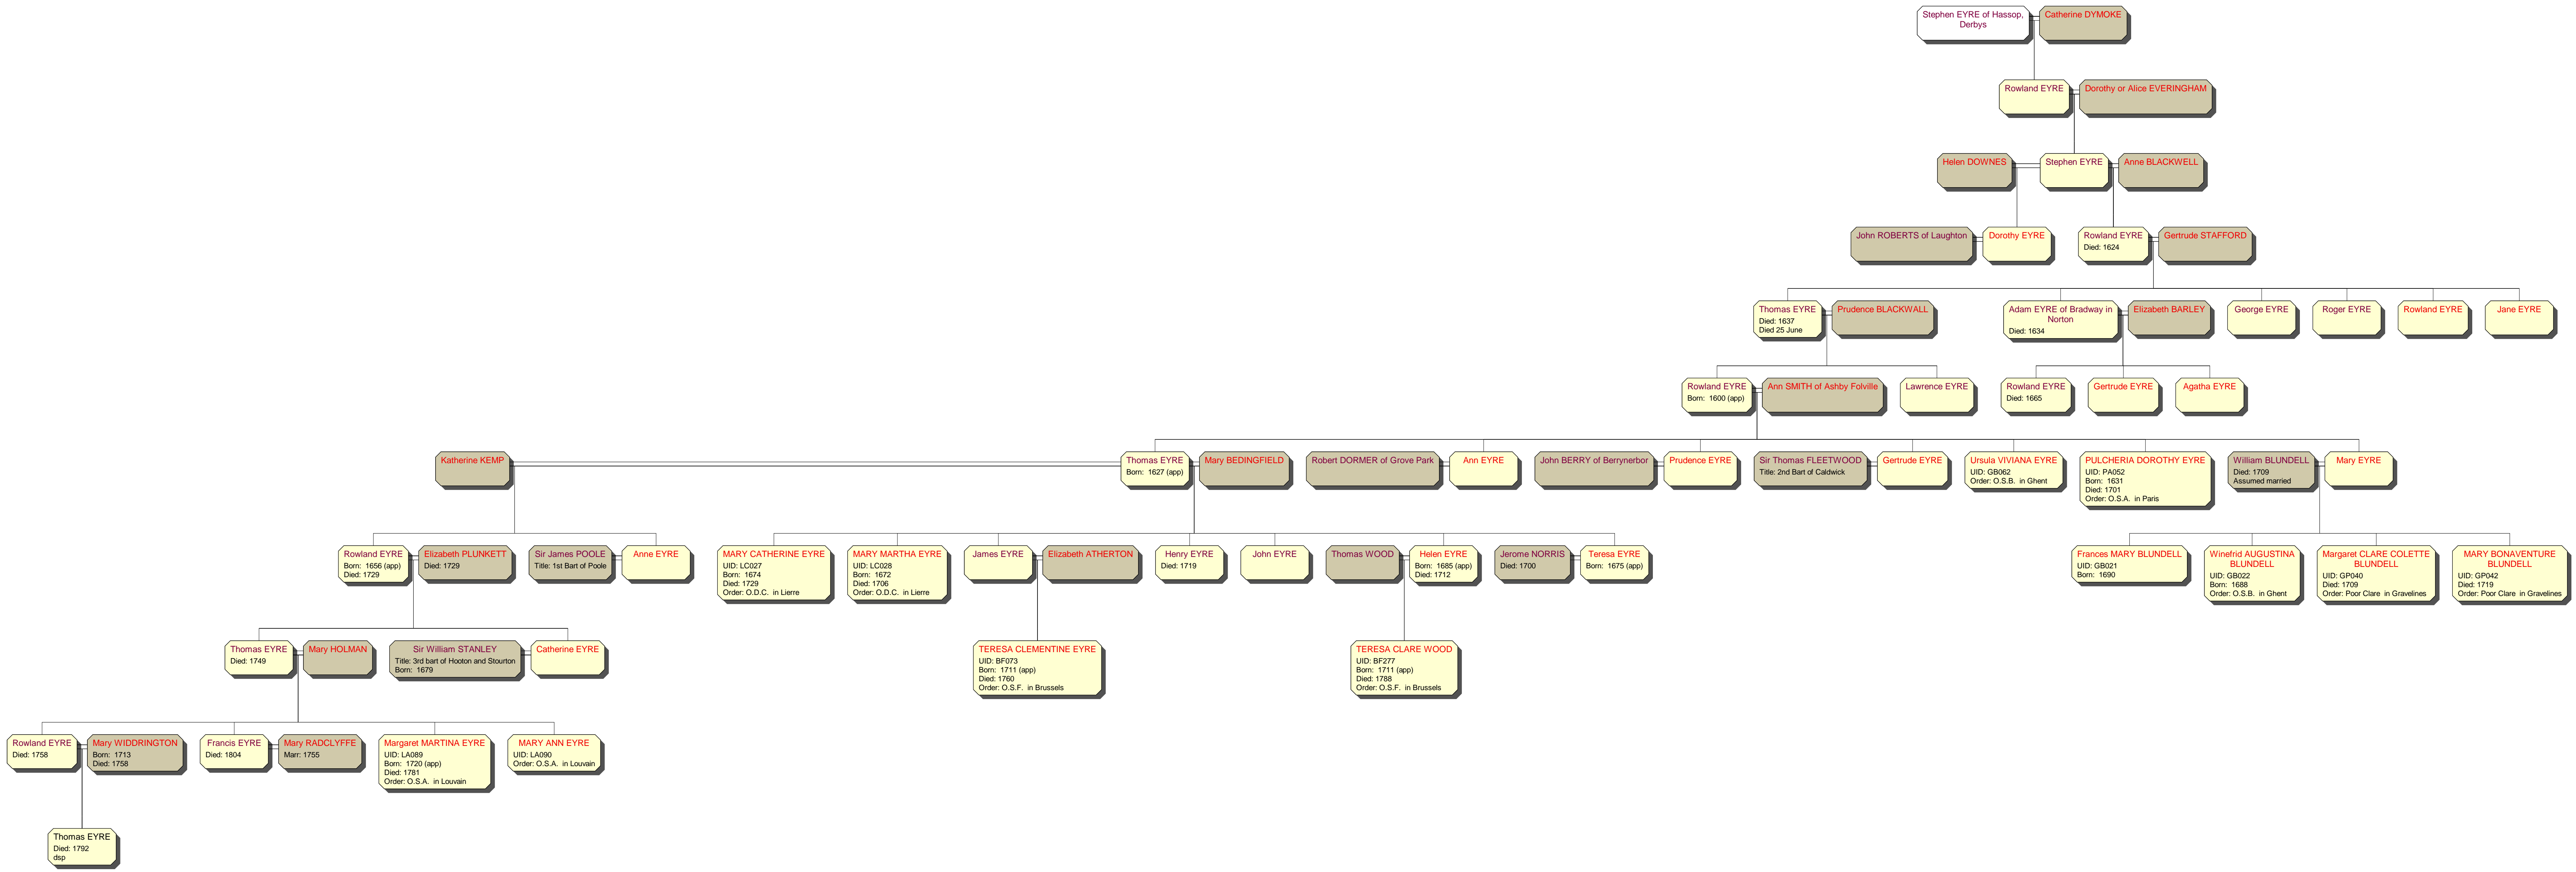 Stephen EYRE of Hassop,
Derbys
Catherine DYMOKE
Rowland EYRE
Dorothy or Alice EVERINGHAM
Helen DOWNES
Stephen EYRE
Anne BLACKWELL
John ROBERTS of Laughton
Dorothy EYRE
Rowland EYRE
Died: 1624
Gertrude STAFFORD
Thomas EYRE
Died: 1637
Died 25 June
Prudence BLACKWALL
Adam EYRE of Bradway in
Norton
Died: 1634
Elizabeth BARLEY
George EYRE
Roger EYRE
Rowland EYRE
Jane EYRE
Rowland EYRE
Born: 1600 (app)
Ann SMITH of Ashby Folville
Lawrence EYRE
Rowland EYRE
Died: 1665
Gertrude EYRE
Agatha EYRE
Katherine KEMP
Thomas EYRE
Born: 1627 (app)
Mary BEDINGFIELD
Robert DORMER of Grove Park
Ann EYRE
John BERRY of Berrynerbor
Prudence EYRE
Sir Thomas FLEETWOOD
Title: 2nd Bart of Caldwick
Gertrude EYRE
Ursula VIVIANA EYRE
UID: GB062
Order: O.S.B. in Ghent
PULCHERIA DOROTHY EYRE
UID: PA052
Born: 1631
Died: 1701
Order: O.S.A. in Paris
William BLUNDELL
Died: 1709
Assumed married
Mary EYRE
Rowland EYRE
Born: 1656 (app)
Died: 1729
Elizabeth PLUNKETT
Died: 1729
Sir James POOLE
Title: 1st Bart of Poole
Anne EYRE
MARY CATHERINE EYRE
UID: LC027
Born: 1674
Died: 1729
Order: O.D.C. in Lierre
MARY MARTHA EYRE
UID: LC028
Born: 1672
Died: 1706
Order: O.D.C. in Lierre
James EYRE
Elizabeth ATHERTON
Henry EYRE
Died: 1719
John EYRE
Thomas WOOD
Helen EYRE
Born: 1685 (app)
Died: 1712
Jerome NORRIS
Died: 1700
Teresa EYRE
Born: 1675 (app)
Frances MARY BLUNDELL
UID: GB021
Born: 1690
Winefrid AUGUSTINA
BLUNDELL
UID: GB022
Born: 1688
Order: O.S.B. in Ghent
Margaret CLARE COLETTE
BLUNDELL
UID: GP040
Died: 1709
Order: Poor Clare in Gravelines
MARY BONAVENTURE
BLUNDELL
UID: GP042
Died: 1719
Order: Poor Clare in Gravelines
Thomas EYRE
Died: 1749
Mary HOLMAN
Sir William STANLEY
Title: 3rd bart of Hooton and Stourton
Born: 1679
Catherine EYRE
TERESA CLEMENTINE EYRE
UID: BF073
Born: 1711 (app)
Died: 1760
Order: O.S.F. in Brussels
TERESA CLARE WOOD
UID: BF277
Born: 1711 (app)
Died: 1788
Order: O.S.F. in Brussels
Rowland EYRE
Died: 1758
Mary WIDDRINGTON
Born: 1713
Died: 1758
Francis EYRE
Died: 1804
Mary RADCLYFFE
Marr: 1755
Margaret MARTINA EYRE
UID: LA089
Born: 1720 (app)
Died: 1781
Order: O.S.A. in Louvain
MARY ANN EYRE
UID: LA090
Order: O.S.A. in Louvain
Thomas EYRE
Died: 1792
dsp